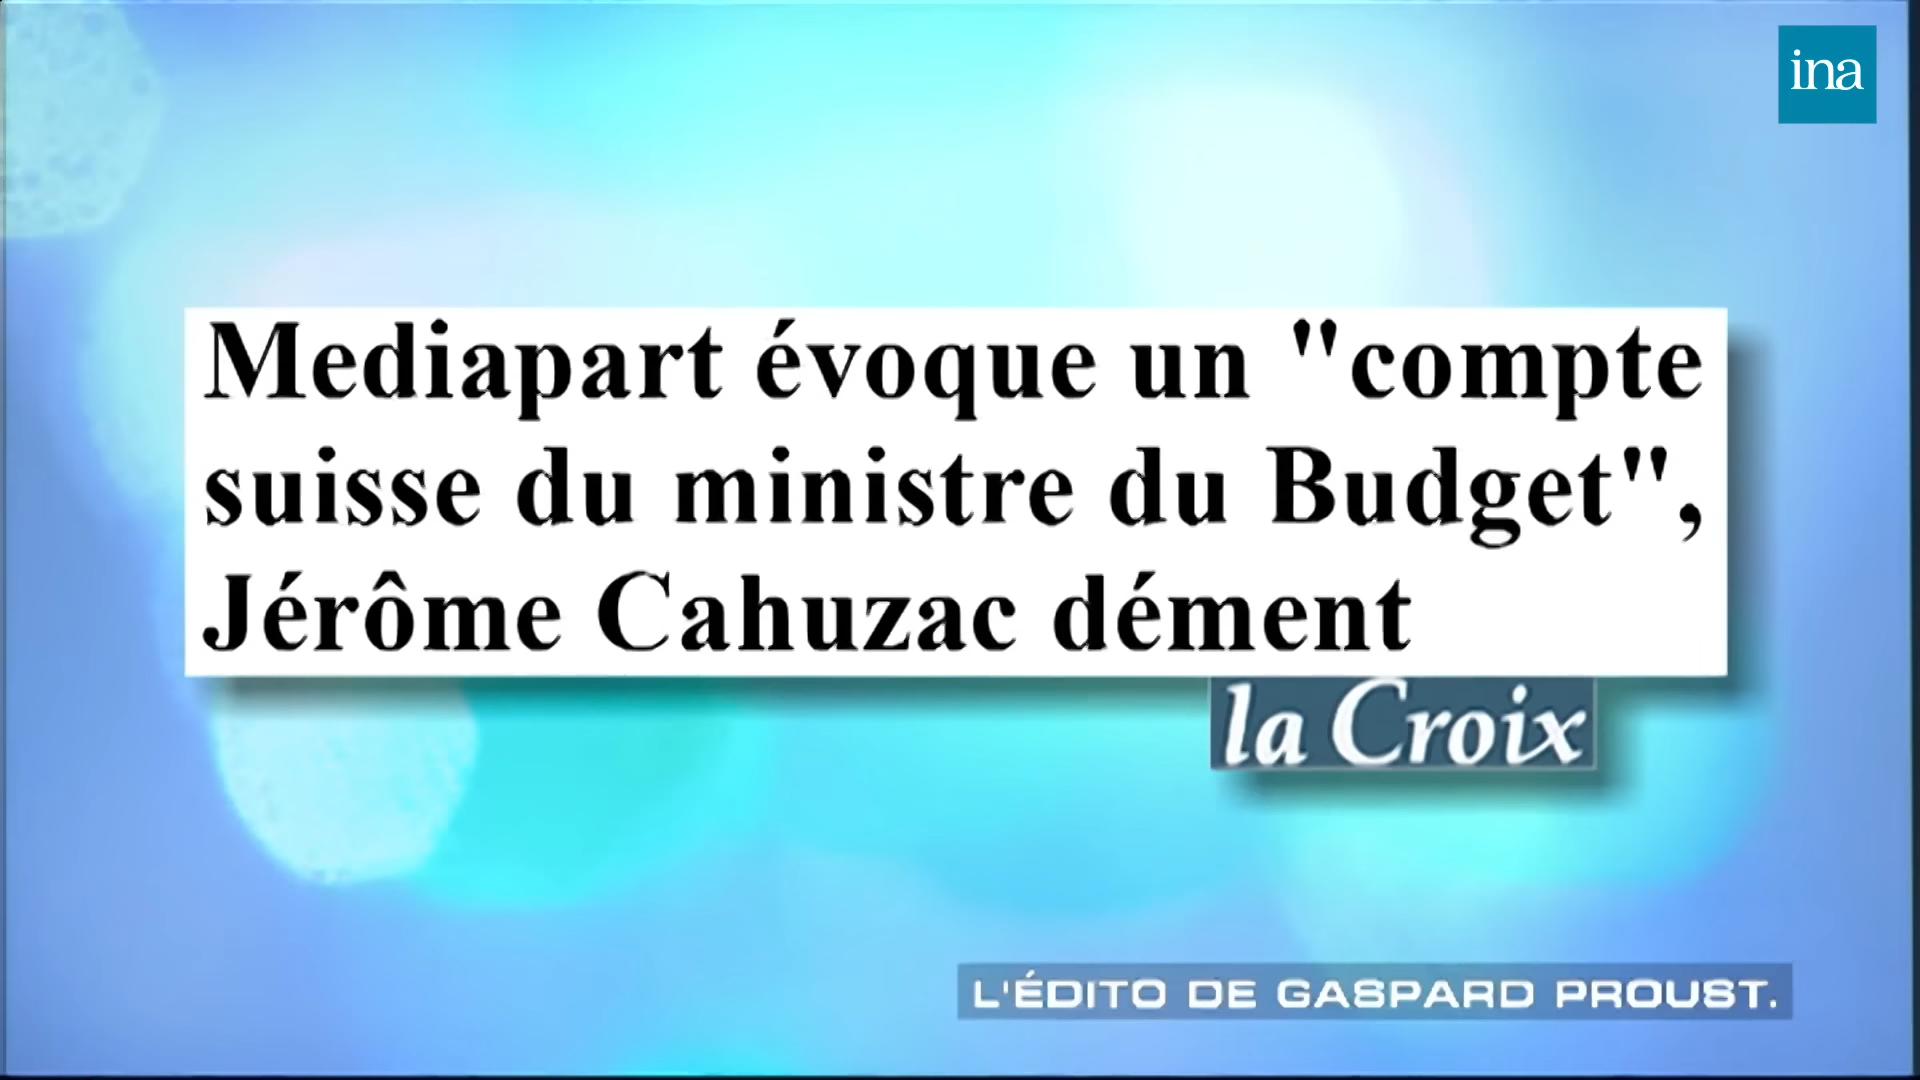 ina
Mediapart évoque un "compte
suisse du ministre du Budget",
Jérôme Cahuzac dément
la Croix
L'ÉDITO DE GASPARD PROUST.